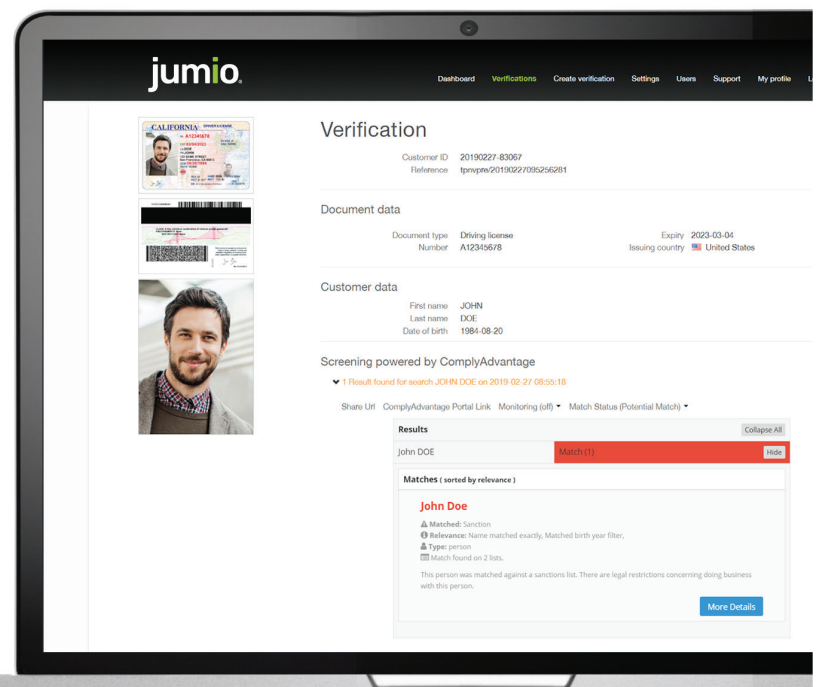 jumio
Dashboard Verifications Create verification Settings Users Support My profile
CALIFORNIA DRIVER LICENSE
A12345678
Verification
Customer ID 20190227-83067
Reference tpnvpre/20190227095256281
Document data
Document type Driving license Expiry 2023-03-04
Number A12345678 Issuing country United States
Customer data
First name JOHN
Last name DOE
Date of birth 1984-08-20
Screening powered by ComplyAdvantage
1 Result found for search JOHN DOE on 2019-02-27 08:55:18
Share Url ComplyAdvantage Portal Link Monitoring (off) Match Status (Potential Match)
Results Collapse All
John DOE Match (1) Hide
Matches ( sorted by relevance )
John Doe
Matched: Sanction
Relevance: Name matched exactly, Matched birth year filter,
Type: person
Match found on 2 lists.
This person was matched against a sanctions list. There are legal restrictions concerning doing business
with this person.
More Details